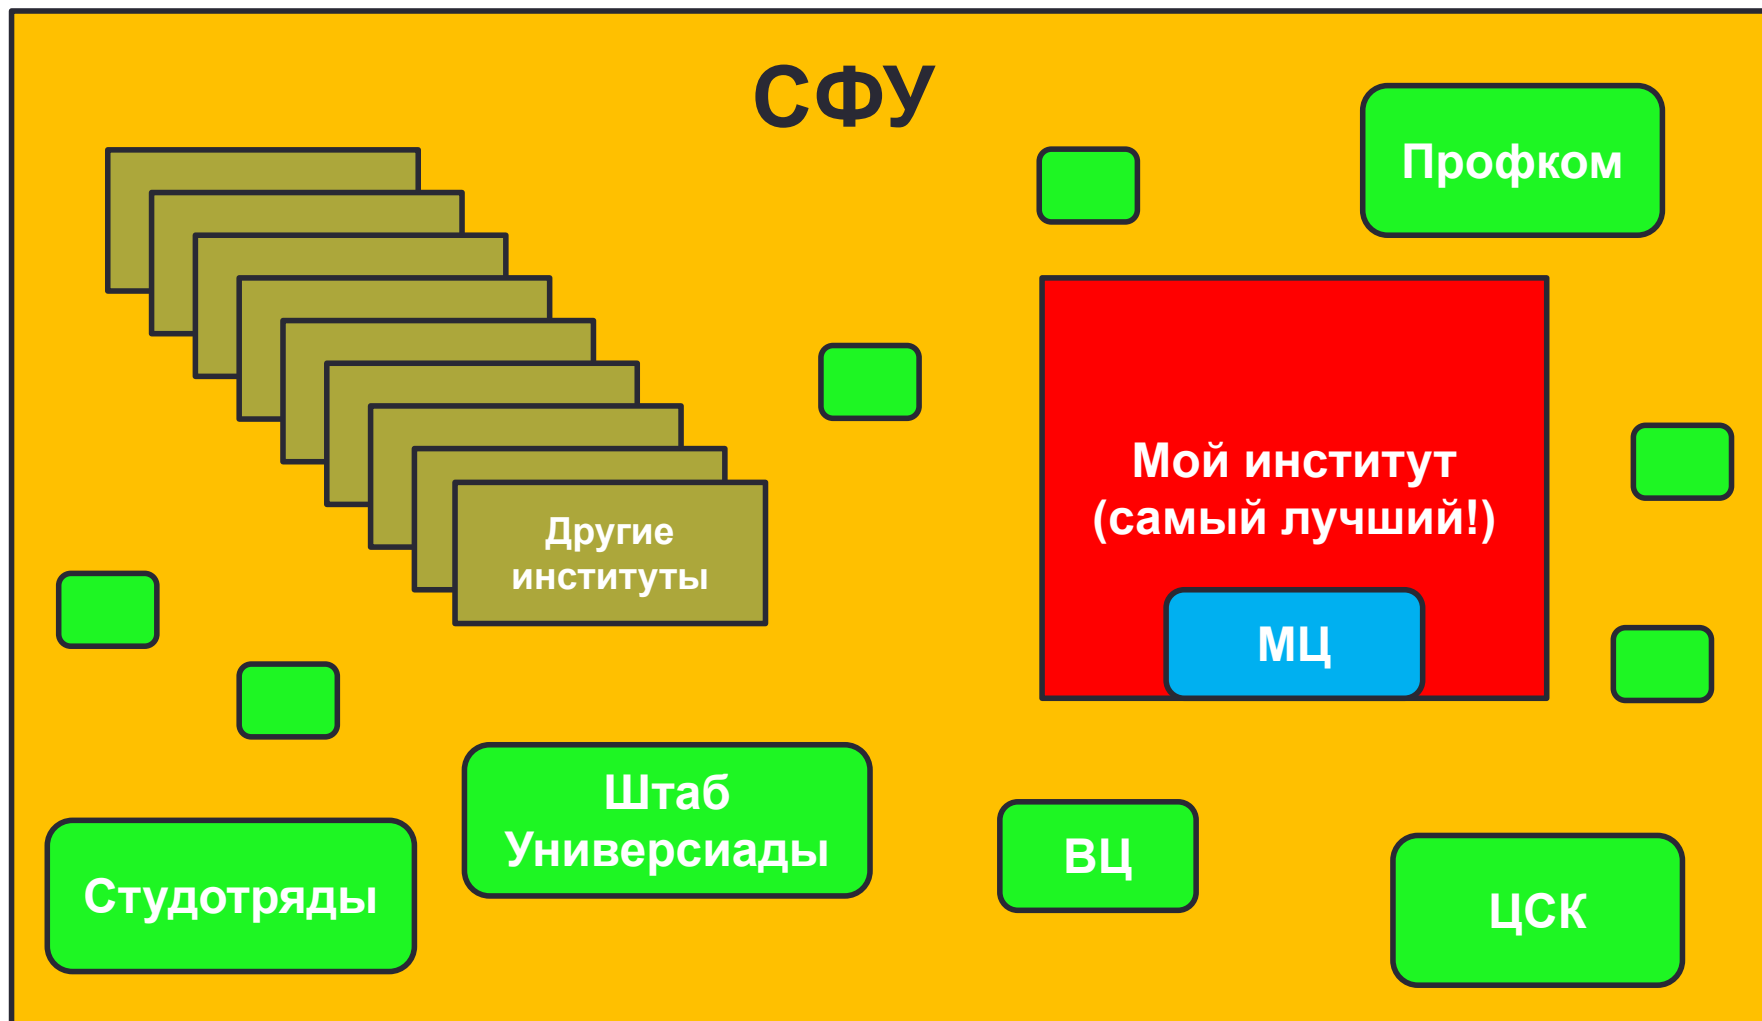 СФУ
Профком
Мой институт
(самый лучший!)
Другие
институты
МЦ
Штаб
Универсиады
Студотряды
ВЦ
ЦСК